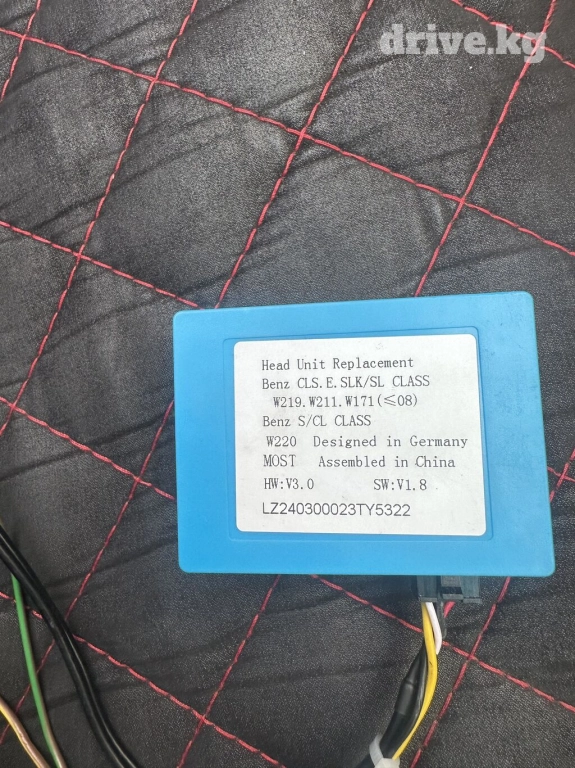 drive.kg
Head Unit Replacement
Benz CLS.E.SLK/SL CLASS
W219.W211.W171(≤08)
Benz S/CL CLASS
W220 Designed in Germany
MOST Assembled in China
HW:V3.0 SW:V1.8
LZ240300023TY5322